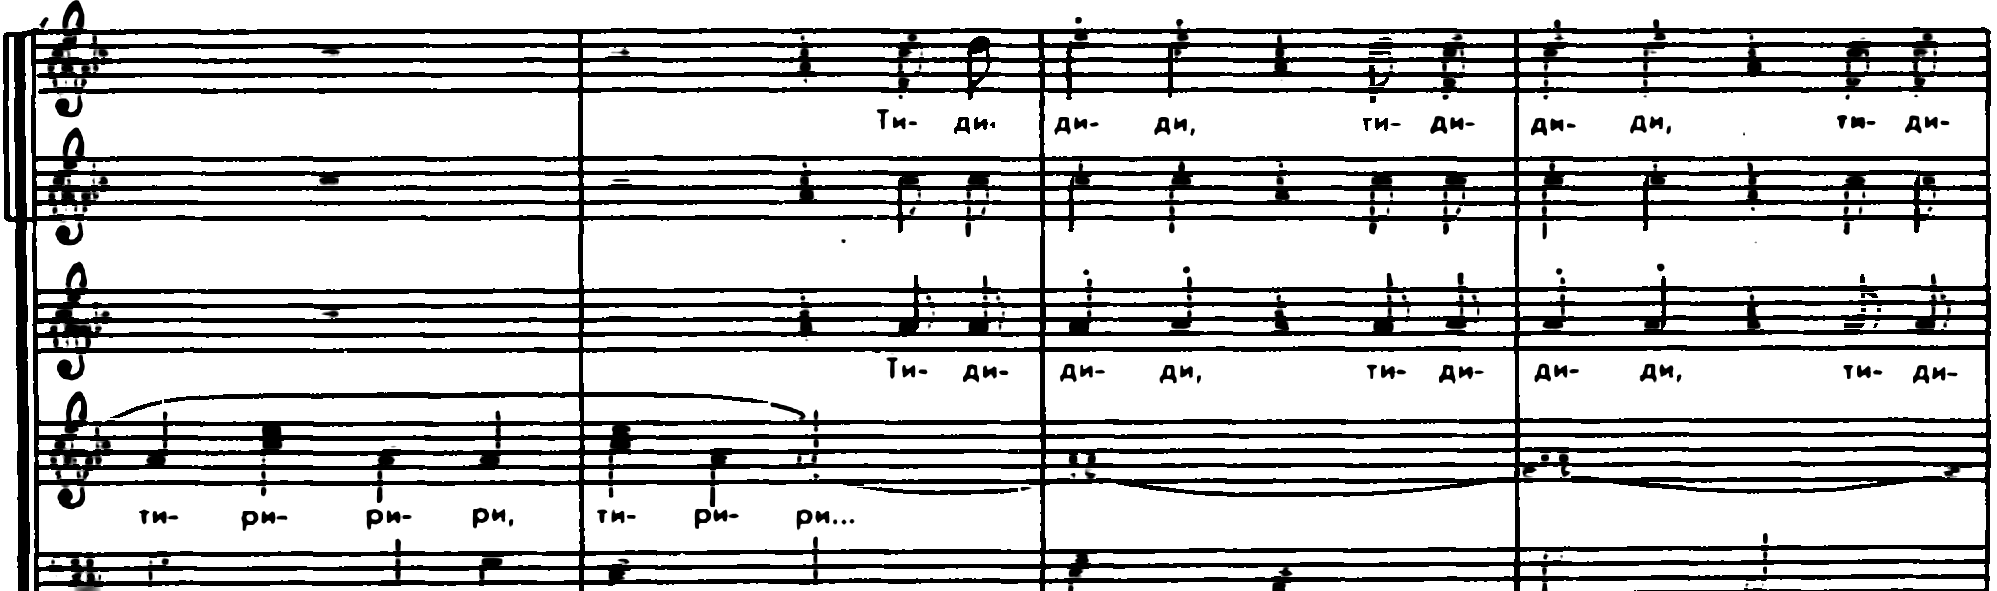 Ти- ди- ди- ди, ти- ди- ди- ди, ти- ди-
Ти- ди- ди- ди, ти- ди- ди- ди, ти- ди-
ти- ри- ри- ри, ти- ри- ри...